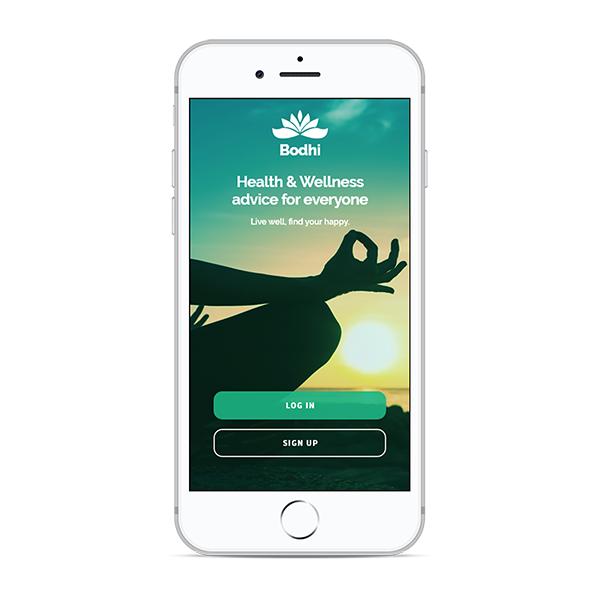 Bodhi
Health & Wellness
advice for everyone
Live well, find your happy.
LOG IN
SIGN UP